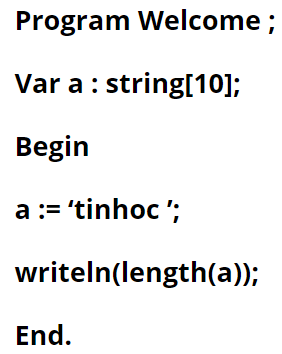 Program Welcome ;
Var a : string[10];
Begin
a := ‘tinhoc ’;
writeln(length(a));
End.